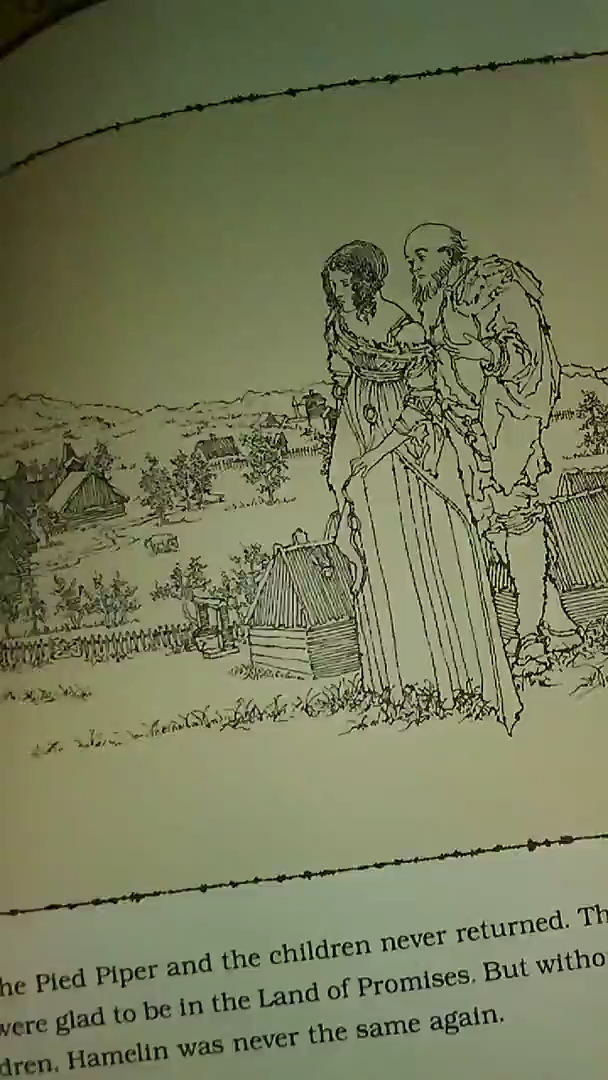 he Pied Piper and the children never returned. Th
were glad to be in the Land of Promises. But witho
dren, Hamelin was never the same again.